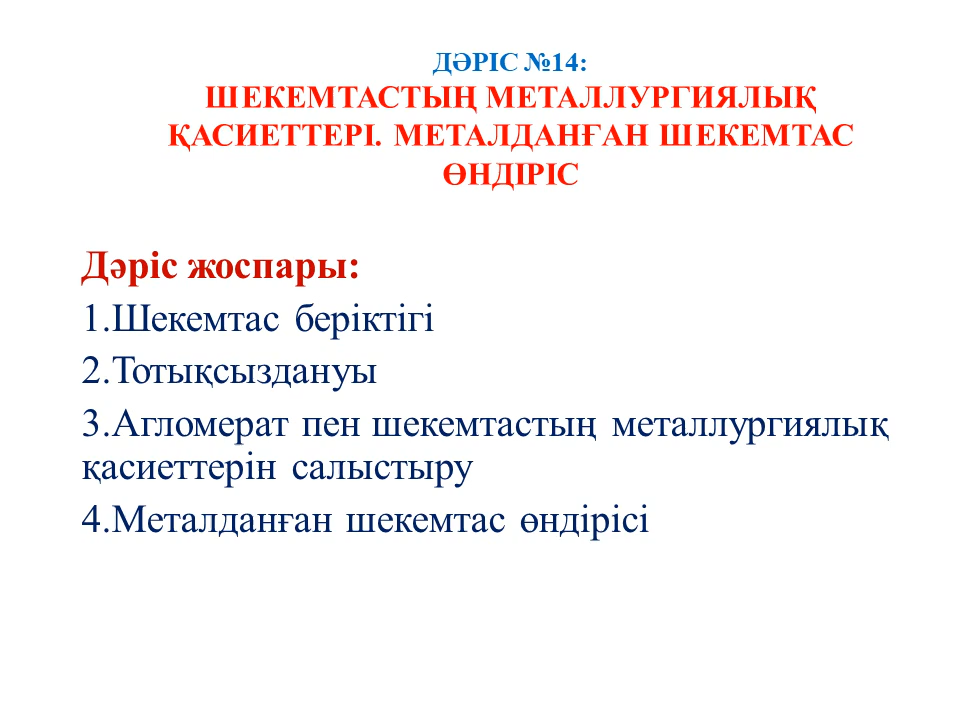 ДӘРІС №14:
ШЕКЕМТАСТЫҢ МЕТАЛЛУРГИЯЛЫҚ
ҚАСИЕТТЕРІ. МЕТАЛДАНҒАН ШЕКЕМТАС
ӨНДІРІС
Дәріс жоспары:
1.Шекемтас беріктігі
2.Тотықсыздануы
3.Агломерат пен шекемтастың металлургиялық
қасиеттерін салыстыру
4.Металданған шекемтас өндірісі